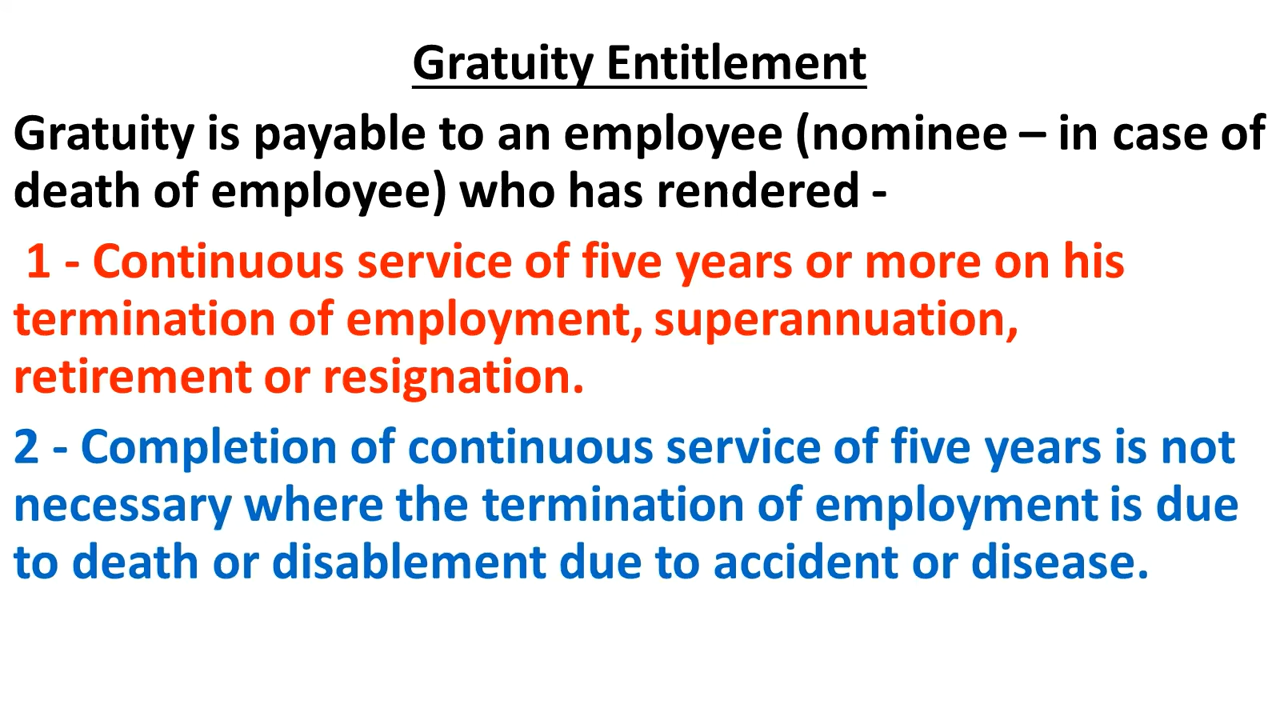 Gratuity Entitlement
Gratuity is payable to an employee (nominee – in case of
death of employee) who has rendered -
1 - Continuous service of five years or more on his
termination of employment, superannuation,
retirement or resignation.
2 - Completion of continuous service of five years is not
necessary where the termination of employment is due
to death or disablement due to accident or disease.